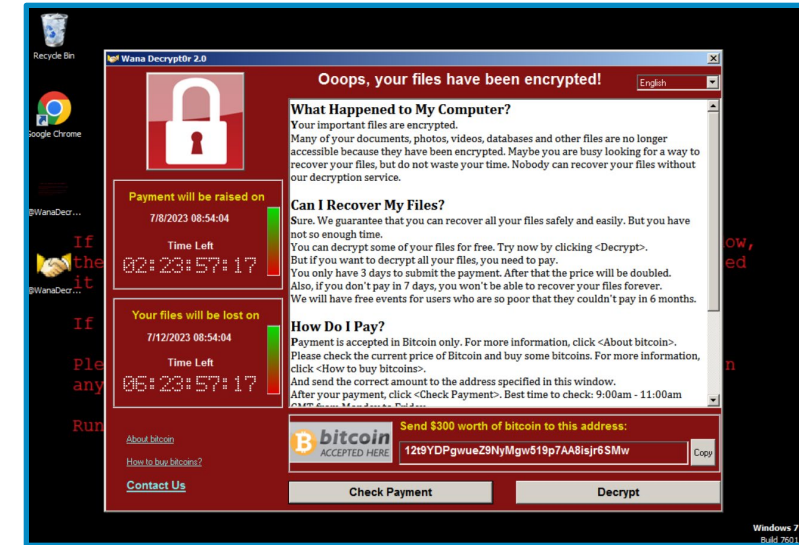 Recycle Bin
Google Chrome
@WanaDecr...
@WanaDecr...
If
the
it
If
Ple
any
Run
ow,
ed
n
Wana Decrypt0r 2.0
Ooops, your files have been encrypted!
English
What Happened to My Computer?
Your important files are encrypted.
Many of your documents, photos, videos, databases and other files are no longer
accessible because they have been encrypted. Maybe you are busy looking for a way to
recover your files, but do not waste your time. Nobody can recover your files without
our decryption service.
Can I Recover My Files?
Sure. We guarantee that you can recover all your files safely and easily. But you have
not so enough time.
You can decrypt some of your files for free. Try now by clicking <Decrypt>.
But if you want to decrypt all your files, you need to pay.
You only have 3 days to submit the payment. After that the price will be doubled.
Also, if you don't pay in 7 days, you won't be able to recover your files forever.
We will have free events for users who are so poor that they couldn't pay in 6 months.
How Do I Pay?
Payment is accepted in Bitcoin only. For more information, click <About bitcoin>.
Please check the current price of Bitcoin and buy some bitcoins. For more information,
click <How to buy bitcoins>.
And send the correct amount to the address specified in this window.
After your payment, click <Check Payment>. Best time to check: 9:00am - 11:00am
GMT from Monday to Friday.
Payment will be raised on
7/8/2023 08:54:04
Time Left
02:23:57:17
Your files will be lost on
7/12/2023 08:54:04
Time Left
06:23:57:17
About bitcoin
How to buy bitcoins?
Contact Us
bitcoin
ACCEPTED HERE
Send $300 worth of bitcoin to this address:
12t9YDPgwueZ9NyMgw519p7AA8isjr6SMw
Copy
Check Payment
Decrypt
Windows 7
Build 7601